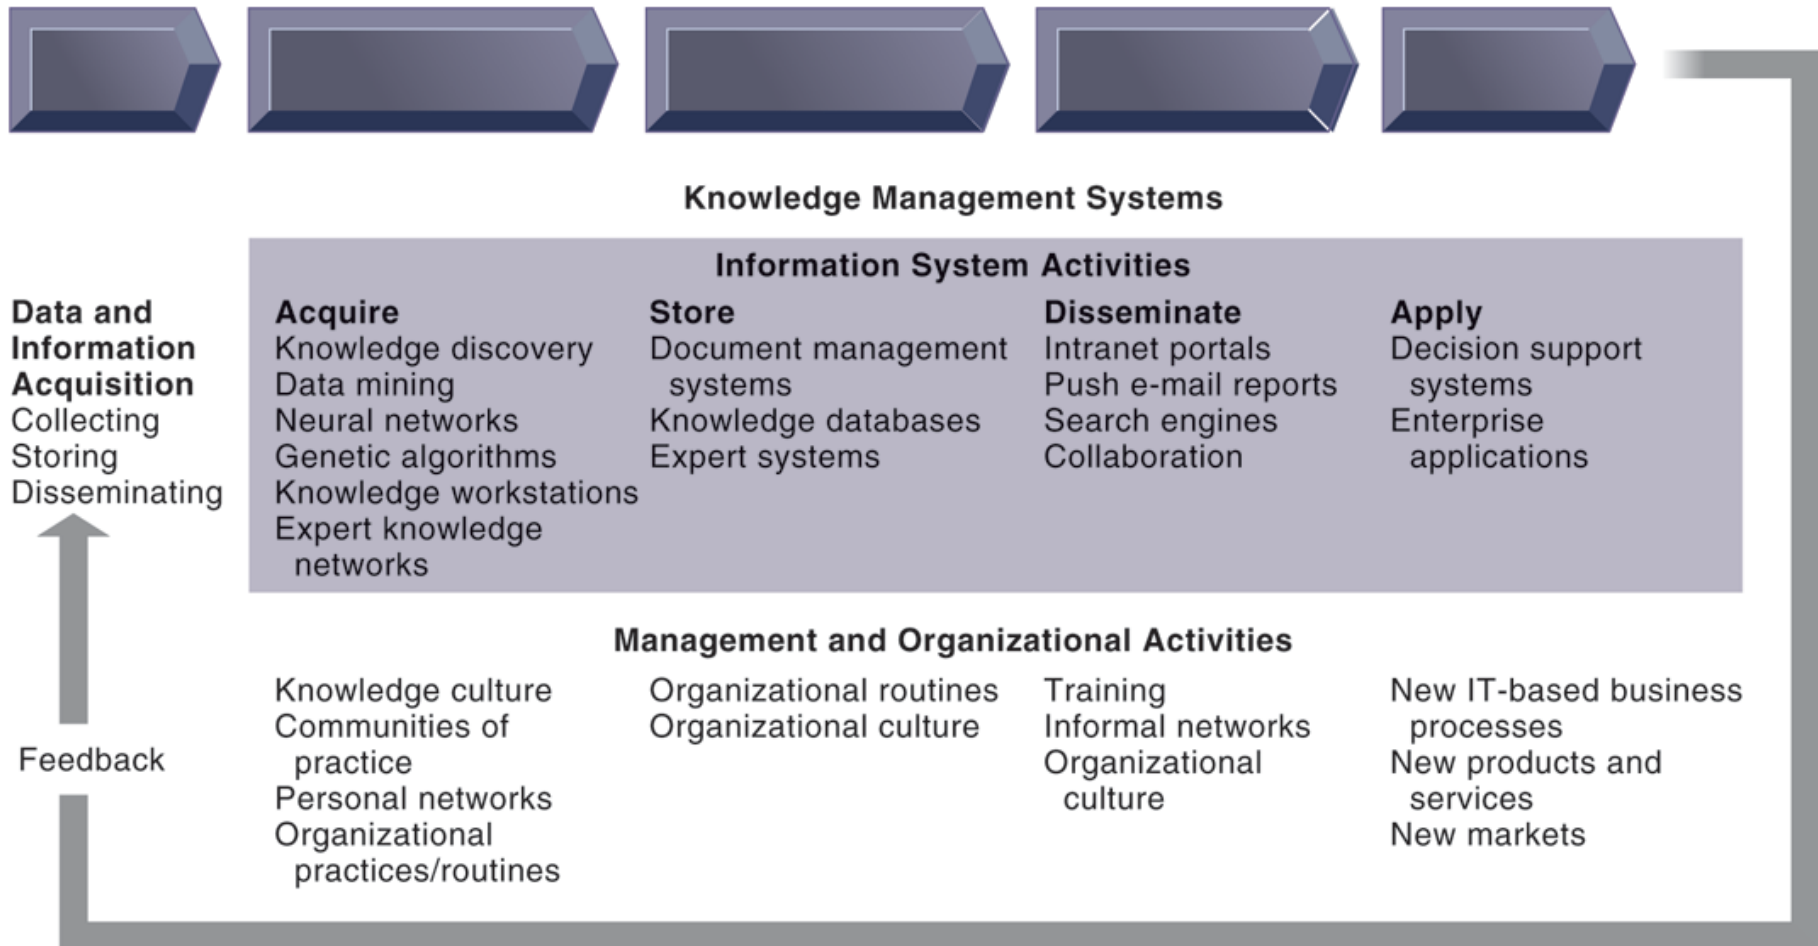 Knowledge Management Systems
Information System Activities
Data and
Information
Acquisition
Collecting
Storing
Disseminating
Acquire
Knowledge discovery
Data mining
Neural networks
Genetic algorithms
Knowledge workstations
Expert knowledge
networks
Store
Document management
systems
Knowledge databases
Expert systems
Disseminate
Intranet portals
Push e-mail reports
Search engines
Collaboration
Apply
Decision support
systems
Enterprise
applications
Management and Organizational Activities
Knowledge culture
Communities of
practice
Personal networks
Organizational
practices/routines
Organizational routines
Organizational culture
Training
Informal networks
Organizational
culture
New IT-based business
processes
New products and
services
New markets
Feedback